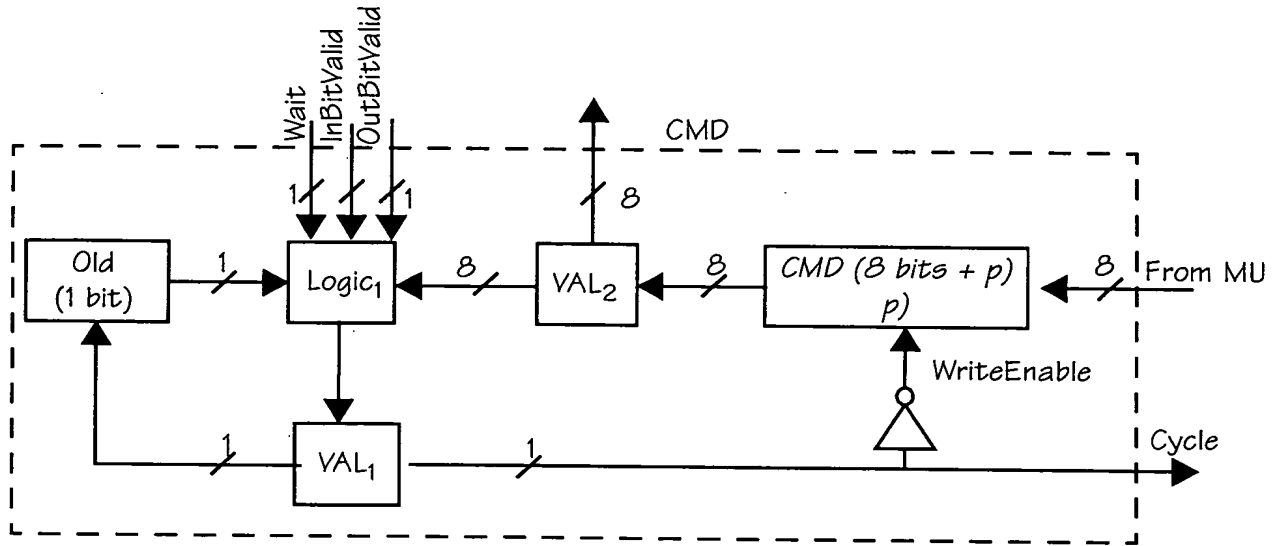 Wait
InBitValid
OutBitValid
CMD
1
1
8
Old
(1 bit)
1
Logic1
8
VAL2
8
CMD (8 bits + p)
p)
8
From MU
WriteEnable
1
VAL1
1
Cycle